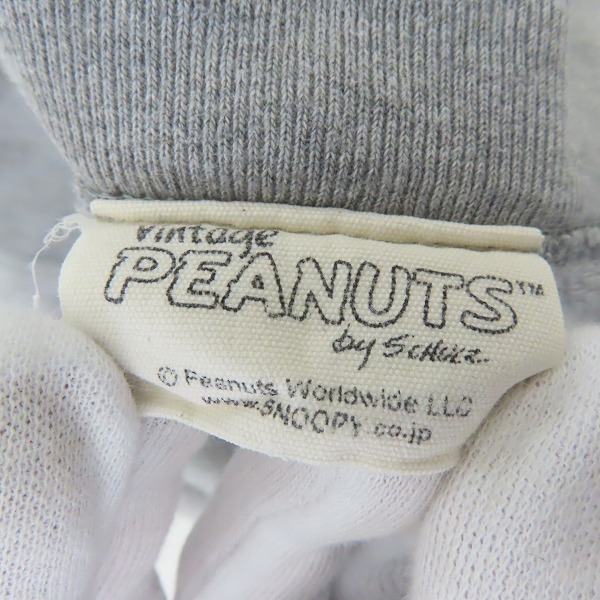 Vintage
PEANUTS™
by SCHULZ
© Peanuts Worldwide LLC
www.SNOOPY.co.jp